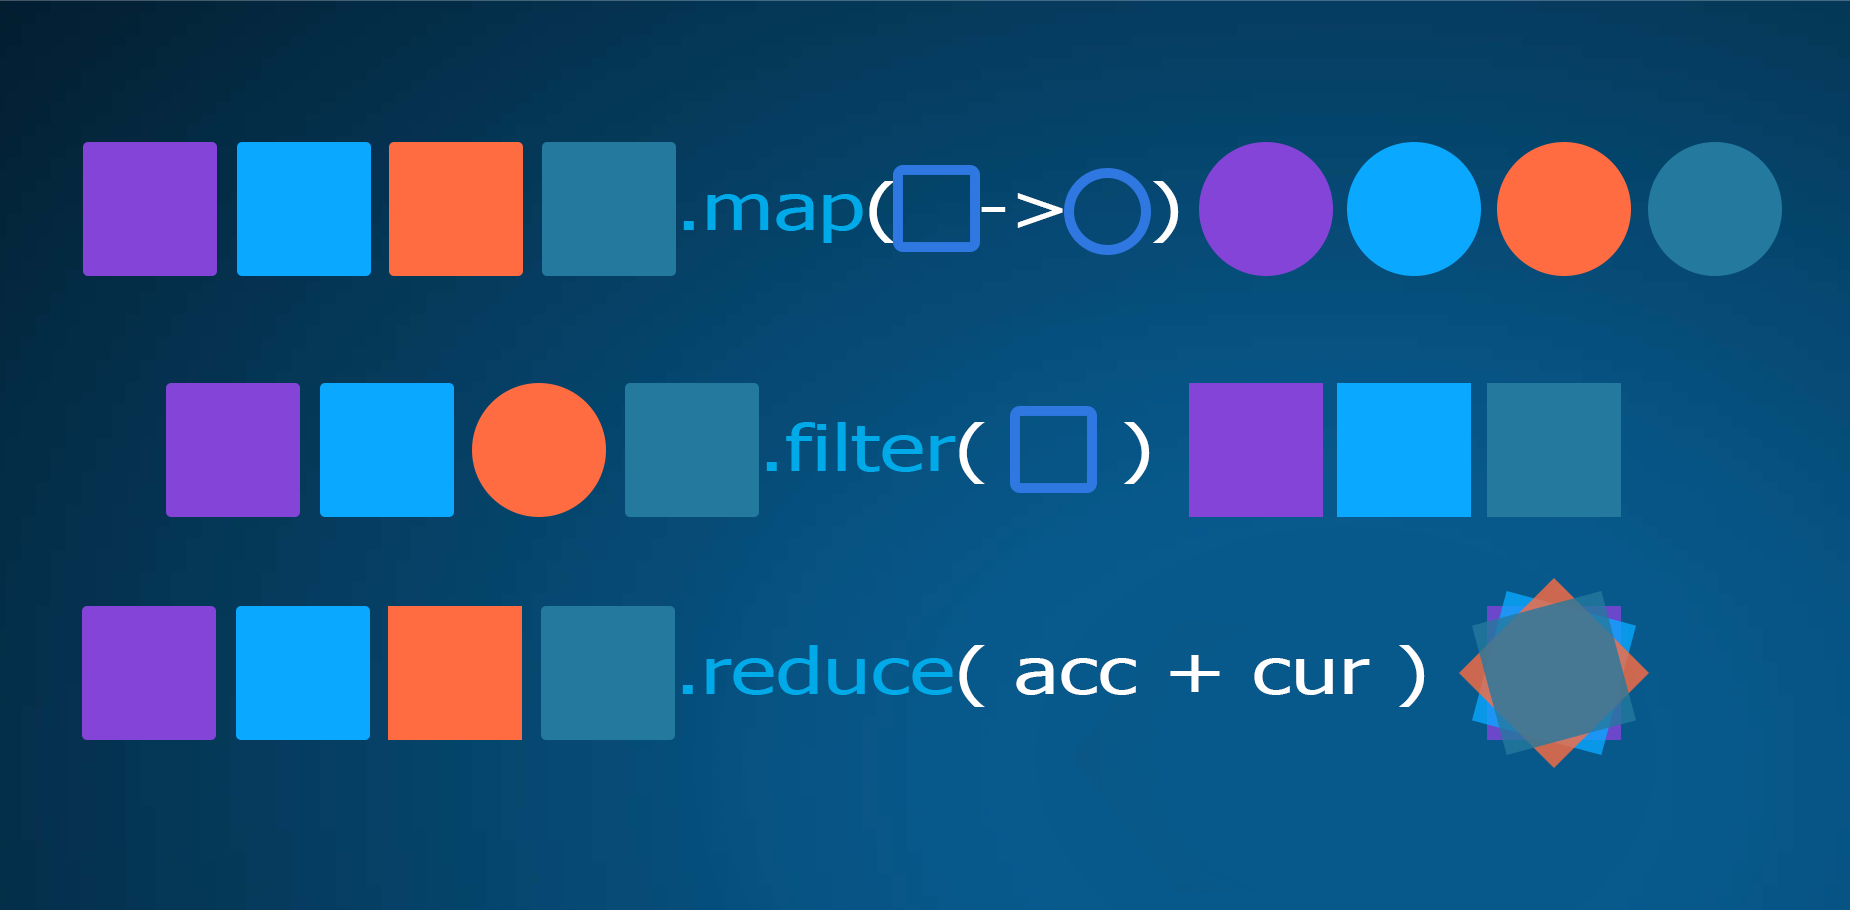 .map( -> )
.filter( )
.reduce( acc + cur )